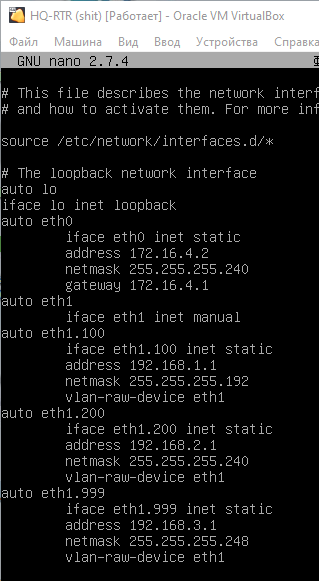 HQ-RTR (shit) [Работает] - Oracle VM VirtualBox
Файл Машина Вид Ввод Устройства Справка
GNU nano 2.7.4
# This file describes the network interf
# and how to activate them. For more inf
source /etc/network/interfaces.d/*
# The loopback network interface
auto lo
iface lo inet loopback
auto eth0
iface eth0 inet static
address 172.16.4.2
netmask 255.255.255.240
gateway 172.16.4.1
auto eth1
iface eth1 inet manual
auto eth1.100
iface eth1.100 inet static
address 192.168.1.1
netmask 255.255.255.192
vlan-raw-device eth1
auto eth1.200
iface eth1.200 inet static
address 192.168.2.1
netmask 255.255.255.240
vlan-raw-device eth1
auto eth1.999
iface eth1.999 inet static
address 192.168.3.1
netmask 255.255.255.248
vlan-raw-device eth1